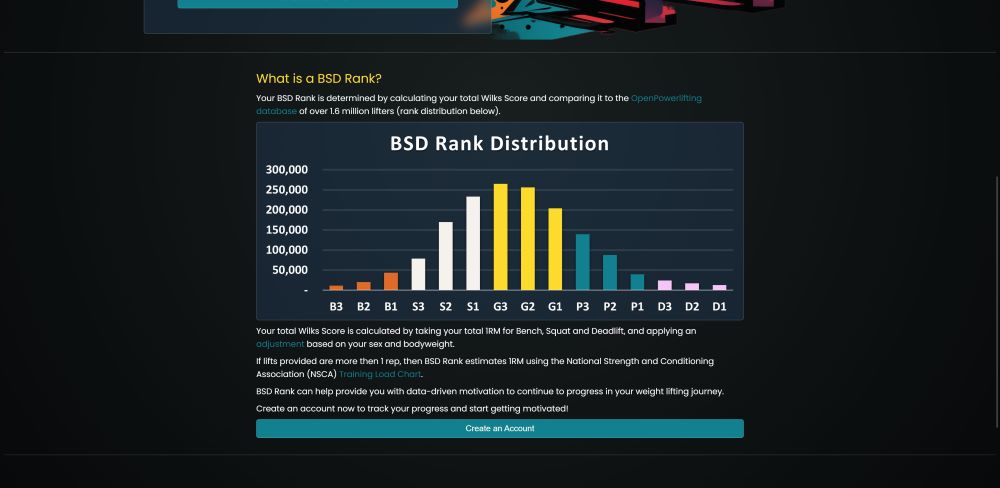 What is a BSD Rank?
Your BSD Rank is determined by calculating your total Wilks Score and comparing it to the OpenPowerlifting
database of over 1.6 million lifters (rank distribution below).
BSD Rank Distribution
300,000
250,000
200,000
150,000
100,000
50,000
-
B3 B2 B1 S3 S2 S1 G3 G2 G1 P3 P2 P1 D3 D2 D1
Your total Wilks Score is calculated by taking your total 1RM for Bench, Squat and Deadlift, and applying an
adjustment based on your sex and bodyweight.
If lifts provided are more then 1 rep, then BSD Rank estimates 1RM using the National Strength and Conditioning
Association (NSCA) Training Load Chart.
BSD Rank can help provide you with data-driven motivation to continue to progress in your weight lifting journey.
Create an account now to track your progress and start getting motivated!
Create an Account